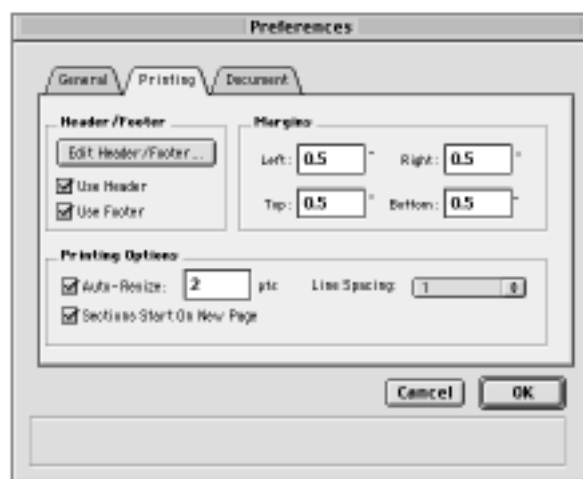 Preferences
General Printing Document
Header/Footer
Edit Header/Footer...
Use Header
Use Footer
Margins
Left: 0.5 " Right: 0.5 "
Top: 0.5 " Bottom: 0.5 "
Printing Options
Auto-Resize: 2 pts Line Spacing: 1
Sections Start On New Page
Cancel OK